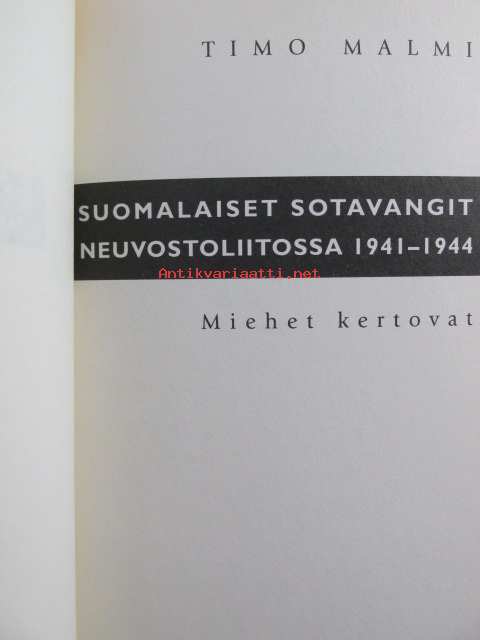 TIMO MALMI
SUOMALAISET SOTAVANGIT
NEUVOSTOLIITOSSA 1941–1944
Antikvariaatti.net
Miehet kertovat